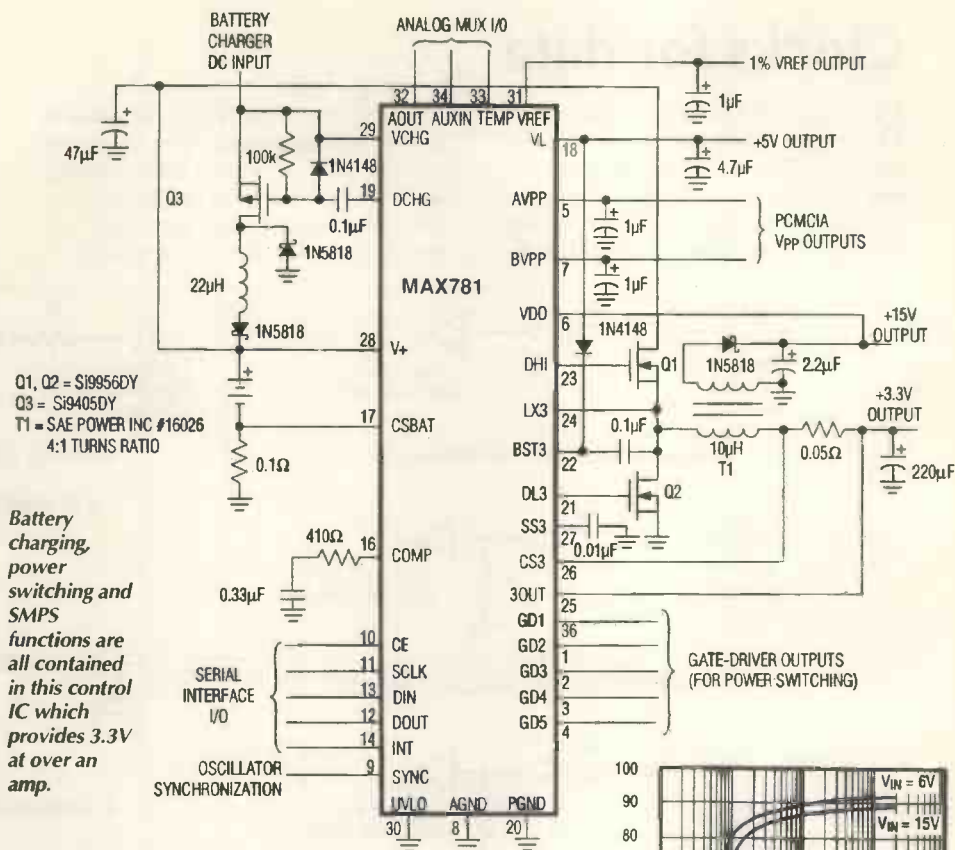 BATTERY
CHARGER
DC INPUT
ANALOG MUX I/O
32 34 33 31
AOUT AUXIN TEMP VREF
1% VREF OUTPUT
1µF
47µF
29
VCHG
VL
18
+5V OUTPUT
4.7µF
100k
1N4148
Q3
19
DCHG
0.1µF
AVPP
5
1µF
PCMCIA
VPP OUTPUTS
1N5818
BVPP
7
1µF
22µH
MAX781
VDO
6
1N4148
+15V
OUTPUT
1N5818
28
V+
DHI
23
Q1
1N5818
2.2µF
Q1, Q2 = Si9956DY
Q3 = Si9405DY
T1 = SAE POWER INC #16026
4:1 TURNS RATIO
LX3
24
+3.3V
OUTPUT
17
CSBAT
0.1µF
BST3
22
10µH
T1
0.05Ω
220µF
0.1Ω
DL3
21
Q2
SS3
27
0.01µF
410Ω
16
COMP
CS3
26
0.33µF
3OUT
25
Battery
charging,
power
switching and
SMPS
functions are
all contained
in this control
IC which
provides 3.3V
at over an
amp.
SERIAL
INTERFACE
I/O
10
CE
11
SCLK
13
DIN
12
DOUT
14
INT
OSCILLATOR
SYNCHRONIZATION
9
SYNC
GD1
36
GD2
1
GD3
2
GD4
3
GD5
4
GATE-DRIVER OUTPUTS
(FOR POWER SWITCHING)
UVLO AGND PGND
30 8 20
100
90
80
VIN = 6V
VIN = 15V